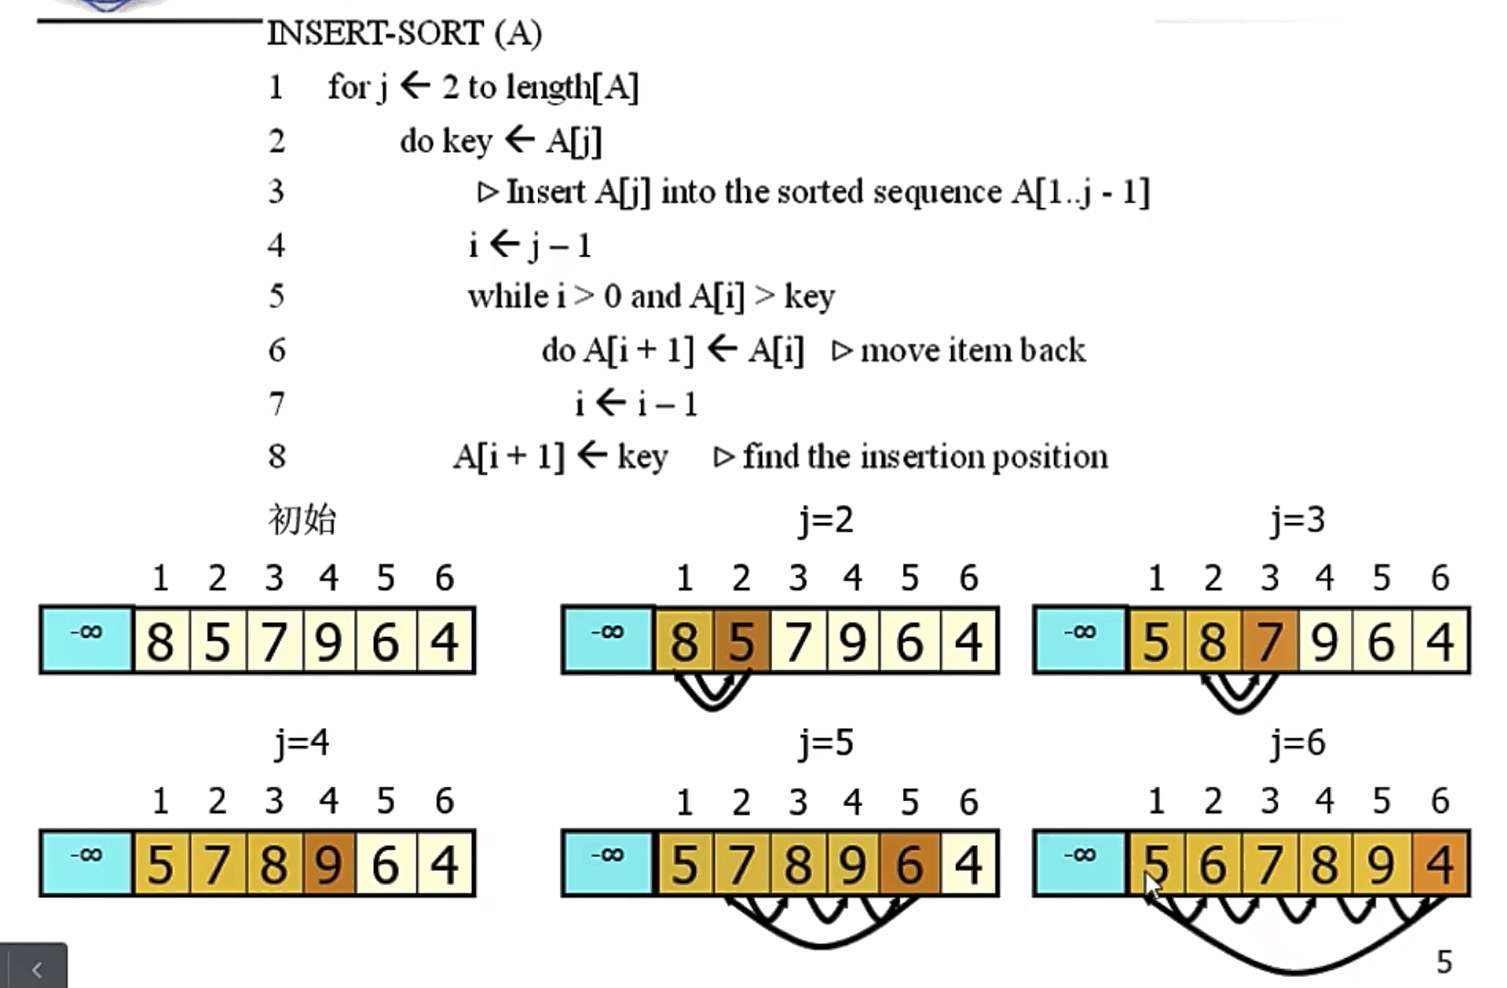 INSERT-SORT (A)
1 for j ← 2 to length[A]
2 do key ← A[j]
3 ▷ Insert A[j] into the sorted sequence A[1..j - 1]
4 i ← j – 1
5 while i > 0 and A[i] > key
6 do A[i + 1] ← A[i] ▷ move item back
7 i ← i – 1
8 A[i + 1] ← key ▷ find the insertion position
初始 j=2 j=3
1 2 3 4 5 6 1 2 3 4 5 6 1 2 3 4 5 6
-∞ 8 5 7 9 6 4 -∞ 8 5 7 9 6 4 -∞ 5 8 7 9 6 4
j=4 j=5 j=6
1 2 3 4 5 6 1 2 3 4 5 6 1 2 3 4 5 6
-∞ 5 7 8 9 6 4 -∞ 5 7 8 9 6 4 -∞ 5 6 7 8 9 4
5